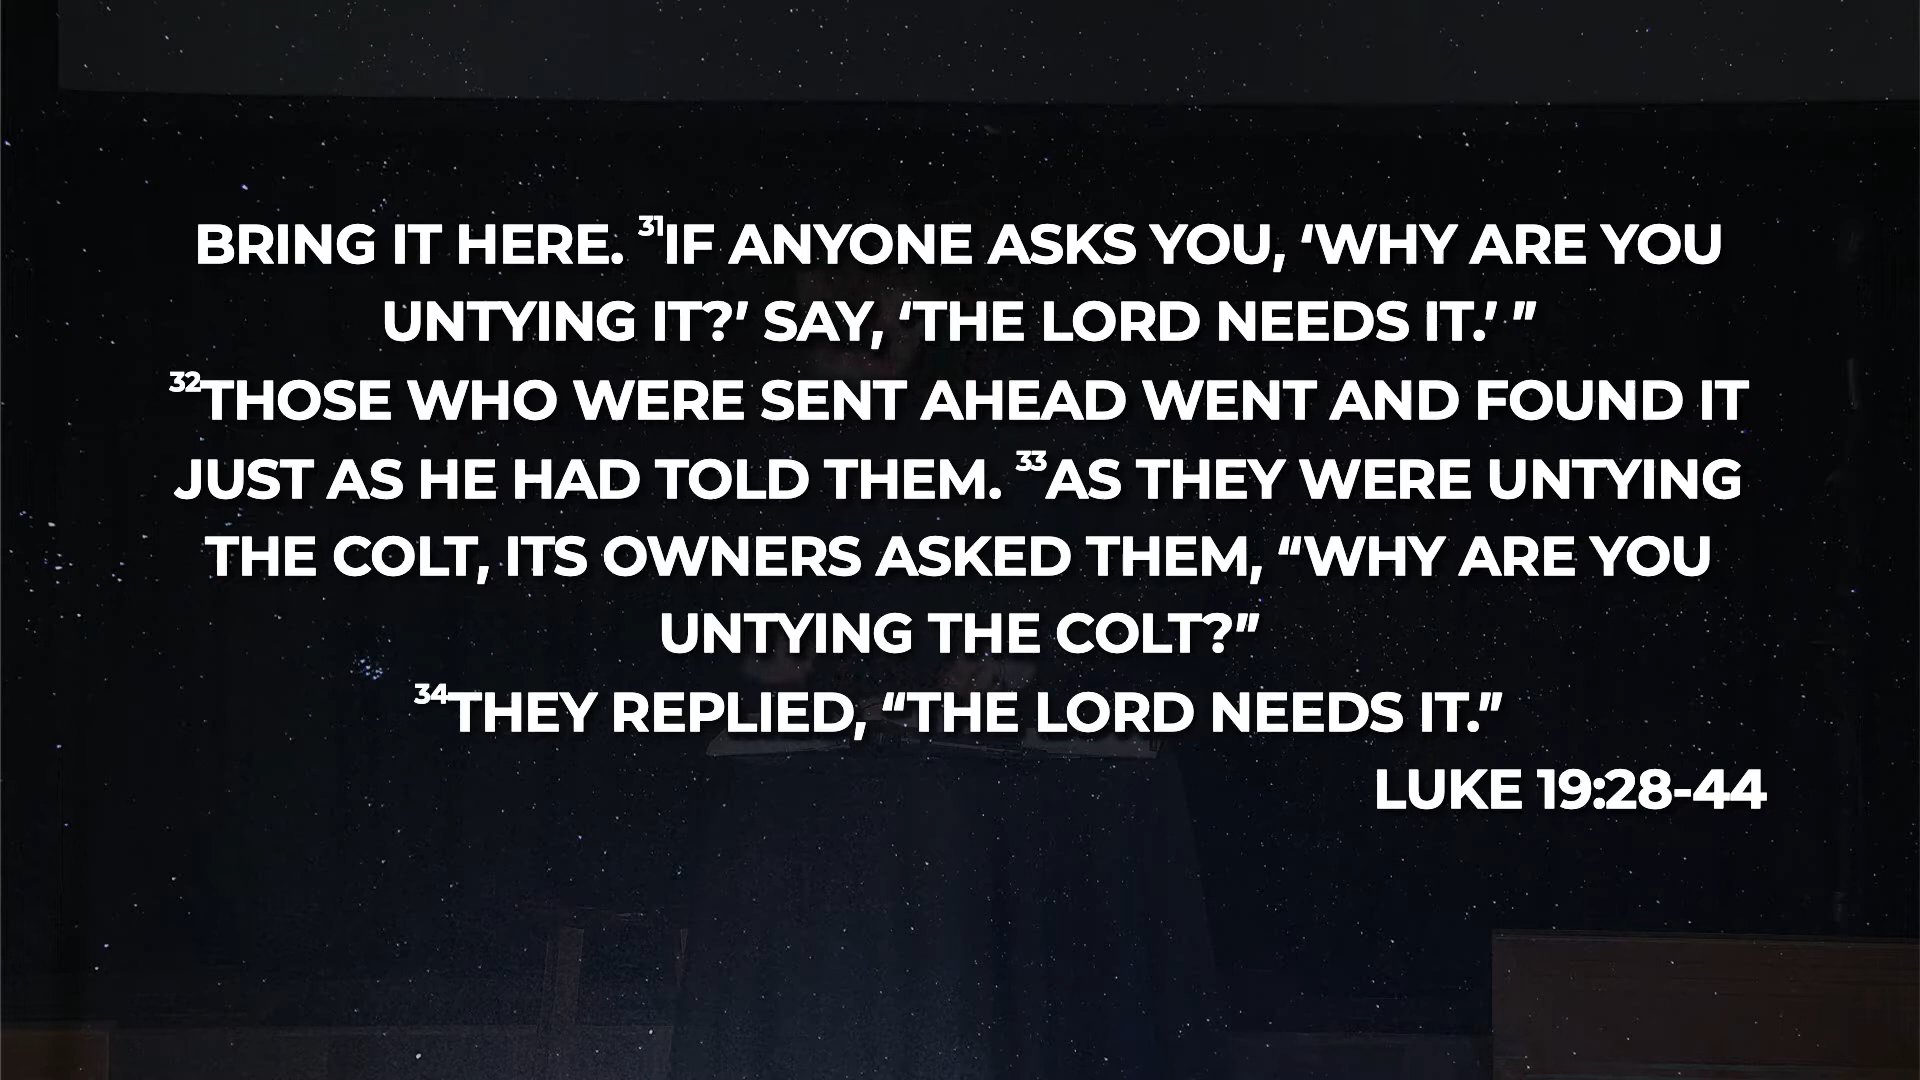 BRING IT HERE. ³¹IF ANYONE ASKS YOU, ‘WHY ARE YOU
UNTYING IT?’ SAY, ‘THE LORD NEEDS IT.’ ”
³²THOSE WHO WERE SENT AHEAD WENT AND FOUND IT
JUST AS HE HAD TOLD THEM. ³³AS THEY WERE UNTYING
THE COLT, ITS OWNERS ASKED THEM, “WHY ARE YOU
UNTYING THE COLT?”
³⁴THEY REPLIED, “THE LORD NEEDS IT.”
LUKE 19:28-44